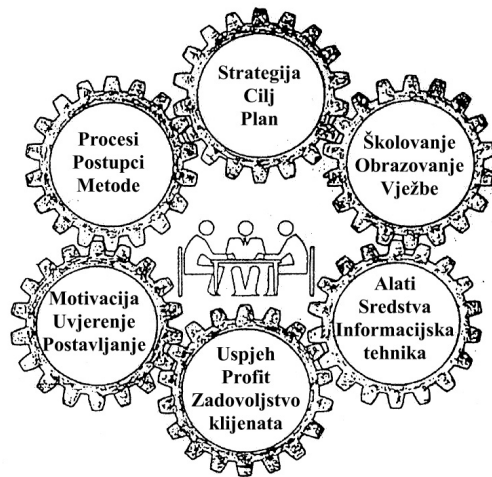 Strategija
Cilj
Plan
Procesi
Postupci
Metode
Školovanje
Obrazovanje
Vježbe
Motivacija
Uvjerenje
Postavljanje
Alati
Sredstva
Informacijska
tehnika
Uspjeh
Profit
Zadovoljstvo
klijenata